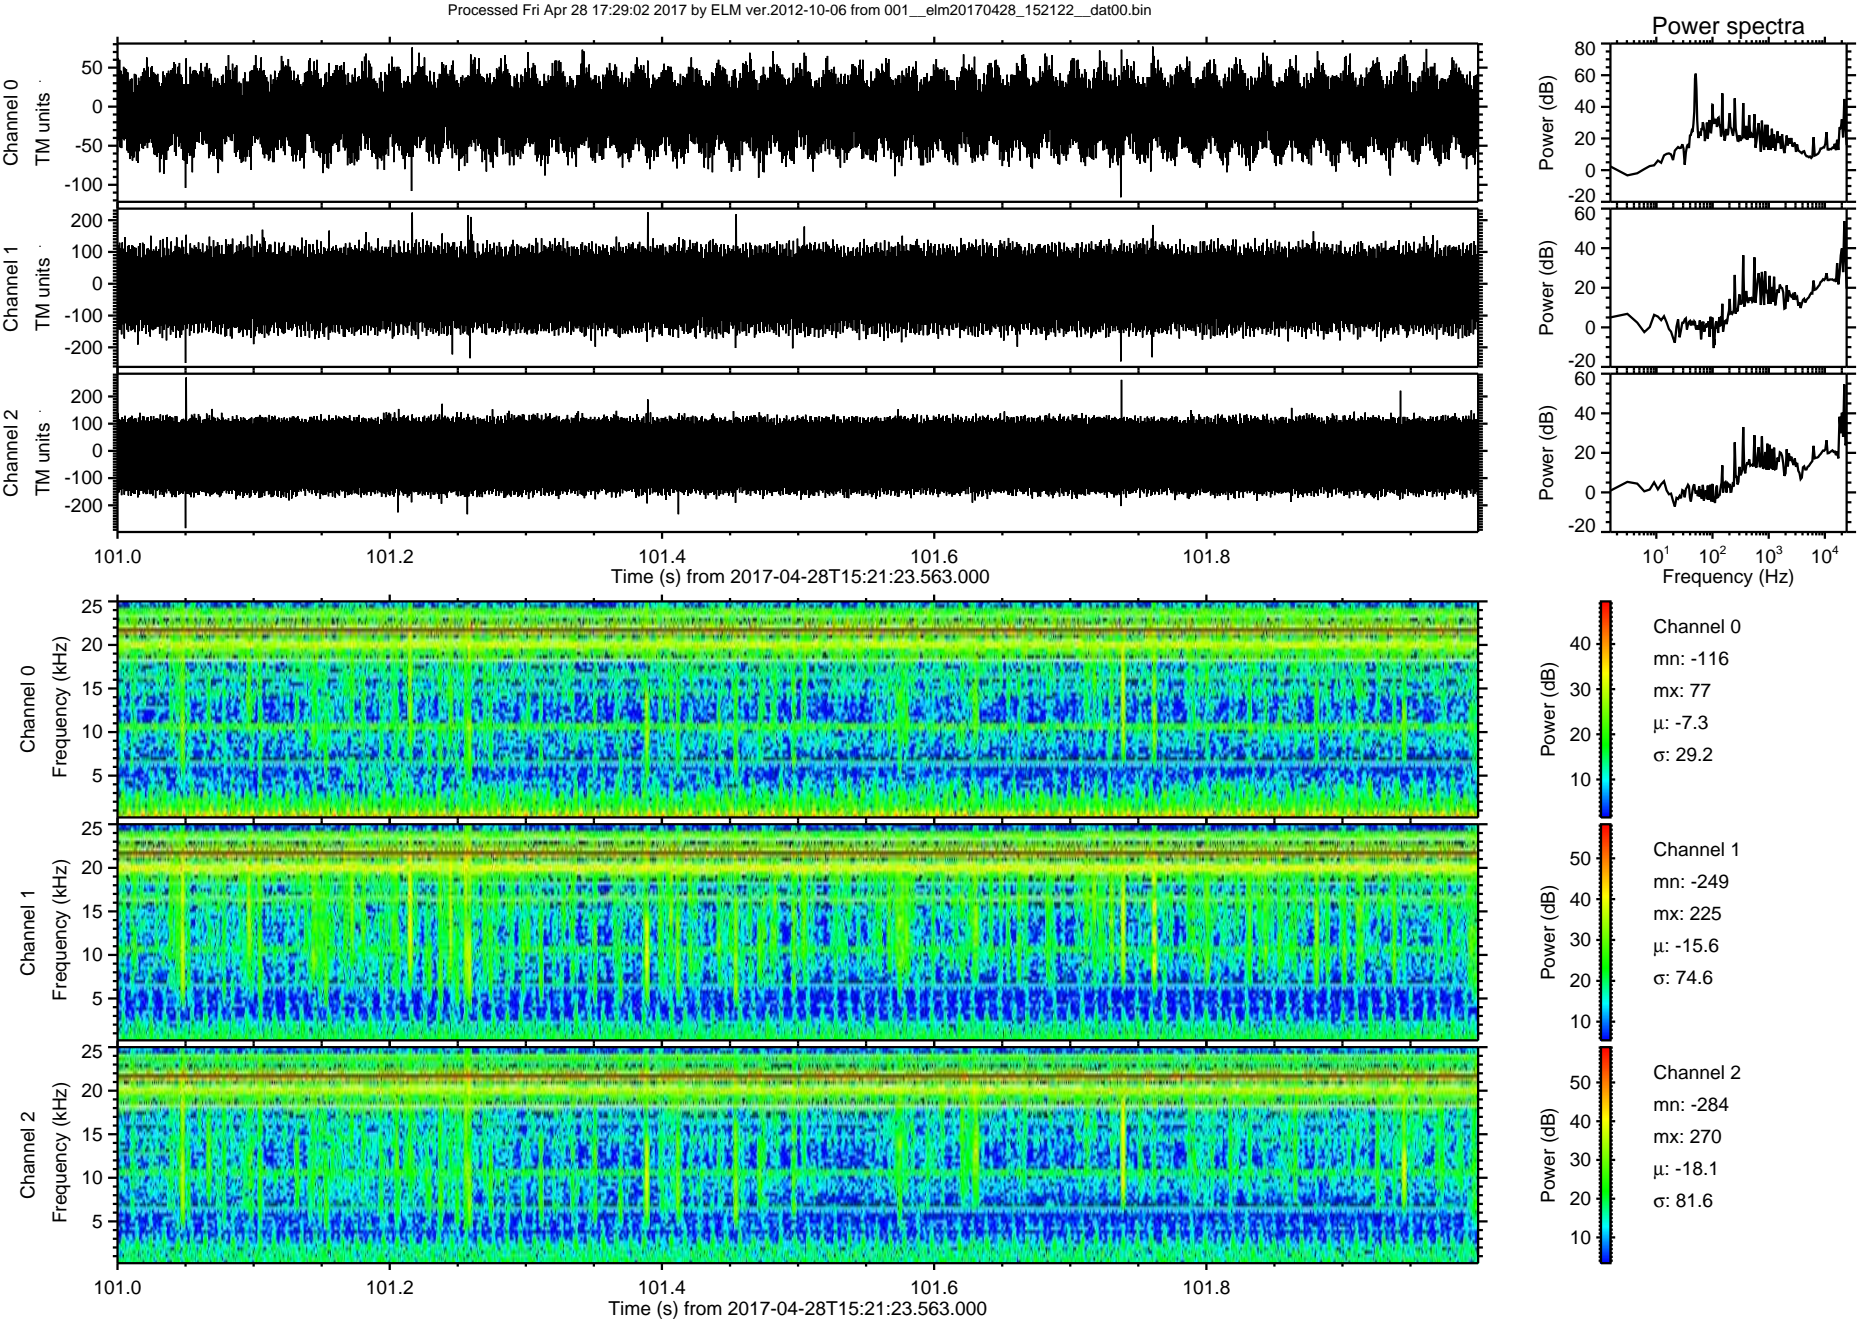 Processed Fri Apr 28 17:29:02 2017 by ELM ver.2012-10-06 from 001__elm20170428_152122__dat00.bin
Power spectra
Channel 0
TM units
50
0
-50
-100
Power (dB)
80
60
40
20
0
-20
Channel 1
TM units
200
100
0
-100
-200
Power (dB)
60
40
20
0
-20
Channel 2
TM units
200
100
0
-100
-200
Power (dB)
60
40
20
0
-20
101.0 101.2 101.4 101.6 101.8
Time (s) from 2017-04-28T15:21:23.563.000
10¹ 10² 10³ 10⁴
Frequency (Hz)
Channel 0
Frequency (kHz)
25
20
15
10
5
Power (dB)
40
30
20
10
Channel 0
mn: -116
mx: 77
µ: -7.3
σ: 29.2
Channel 1
Frequency (kHz)
25
20
15
10
5
Power (dB)
50
40
30
20
10
Channel 1
mn: -249
mx: 225
µ: -15.6
σ: 74.6
Channel 2
Frequency (kHz)
25
20
15
10
5
Power (dB)
50
40
30
20
10
Channel 2
mn: -284
mx: 270
µ: -18.1
σ: 81.6
101.0 101.2 101.4 101.6 101.8
Time (s) from 2017-04-28T15:21:23.563.000